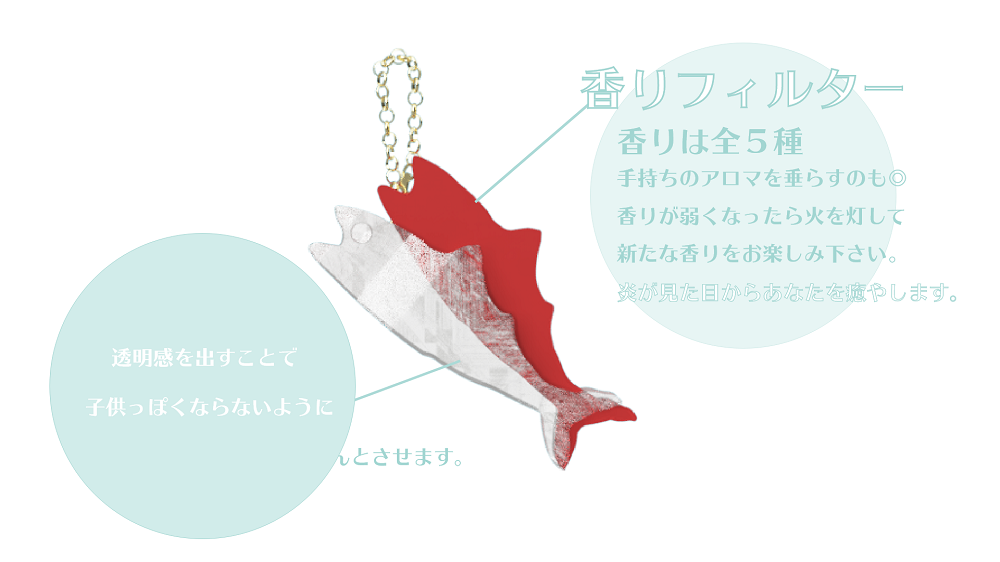 香りフィルター
香りは全５種
手持ちのアロマを垂らすのも◎
香りが弱くなったら火を灯して
新たな香りをお楽しみ下さい。
炎が見た目からあなたを癒やします。
透明感を出すことで
子供っぽくならないように
んとさせます。